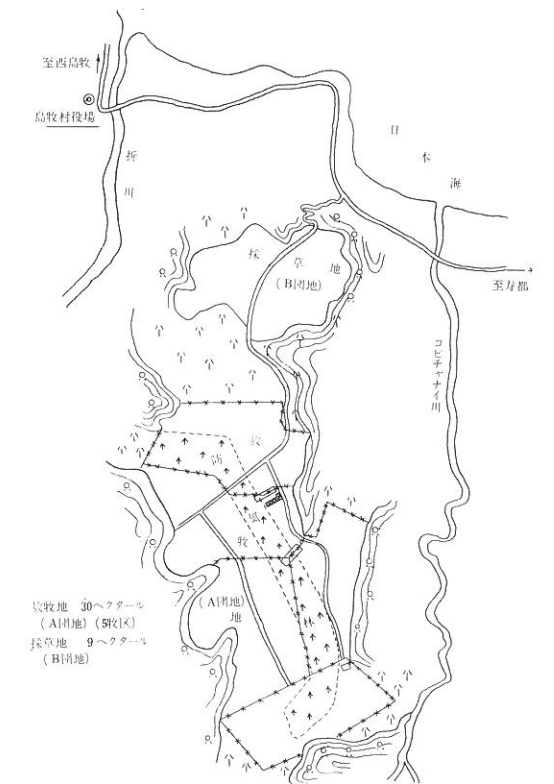 至西島牧
島牧村役場
折川
日本海
至寿都
コビチャナイ川
採草地
(B団地)
防風林
放牧地
(A団地)
放牧地 30ヘクタール
(A団地) (5牧区)
採草地 9ヘクタール
(B団地)